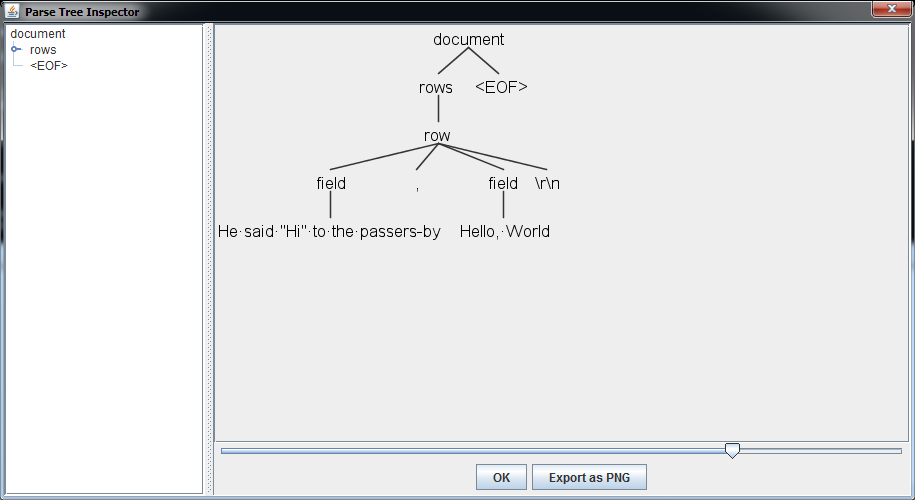 Parse Tree Inspector
document
rows
<EOF>
document
rows <EOF>
row
field , field \r\n
He·said·"Hi"·to·the·passers-by Hello,·World
OK Export as PNG